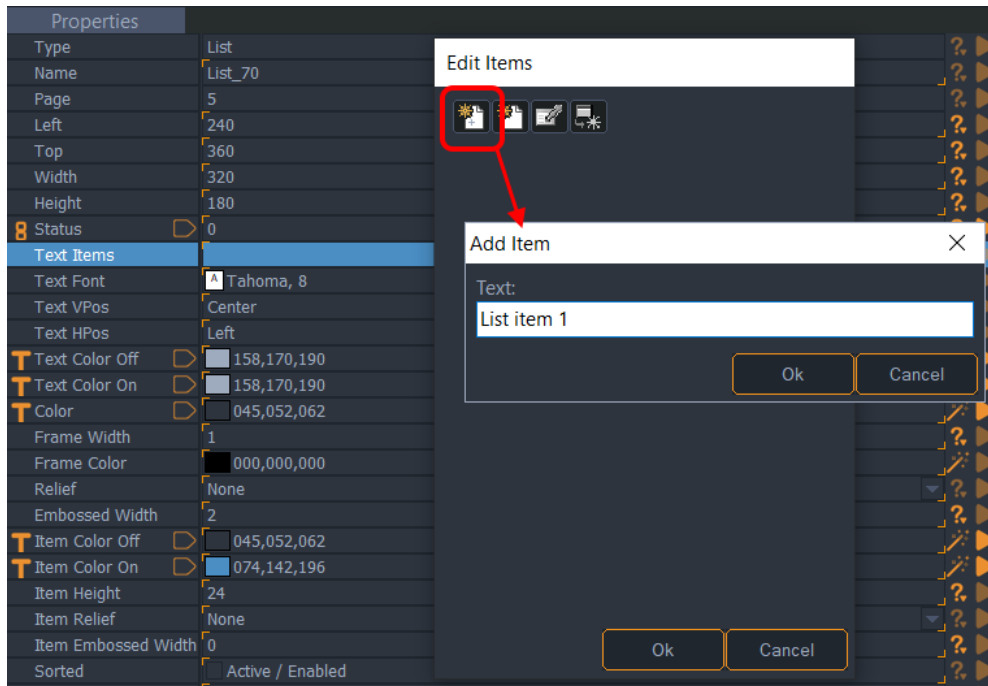 Properties
Type List
Name List_70
Page 5
Left 240
Top 360
Width 320
Height 180
Status 0
Text Items
Text Font A Tahoma, 8
Text VPos Center
Text HPos Left
Text Color Off 158,170,190
Text Color On 158,170,190
Color 045,052,062
Frame Width 1
Frame Color 000,000,000
Relief None
Embossed Width 2
Item Color Off 045,052,062
Item Color On 074,142,196
Item Height 24
Item Relief None
Item Embossed Width 0
Sorted Active / Enabled
Edit Items
Add Item
Text:
List item 1
Ok Cancel
Ok Cancel